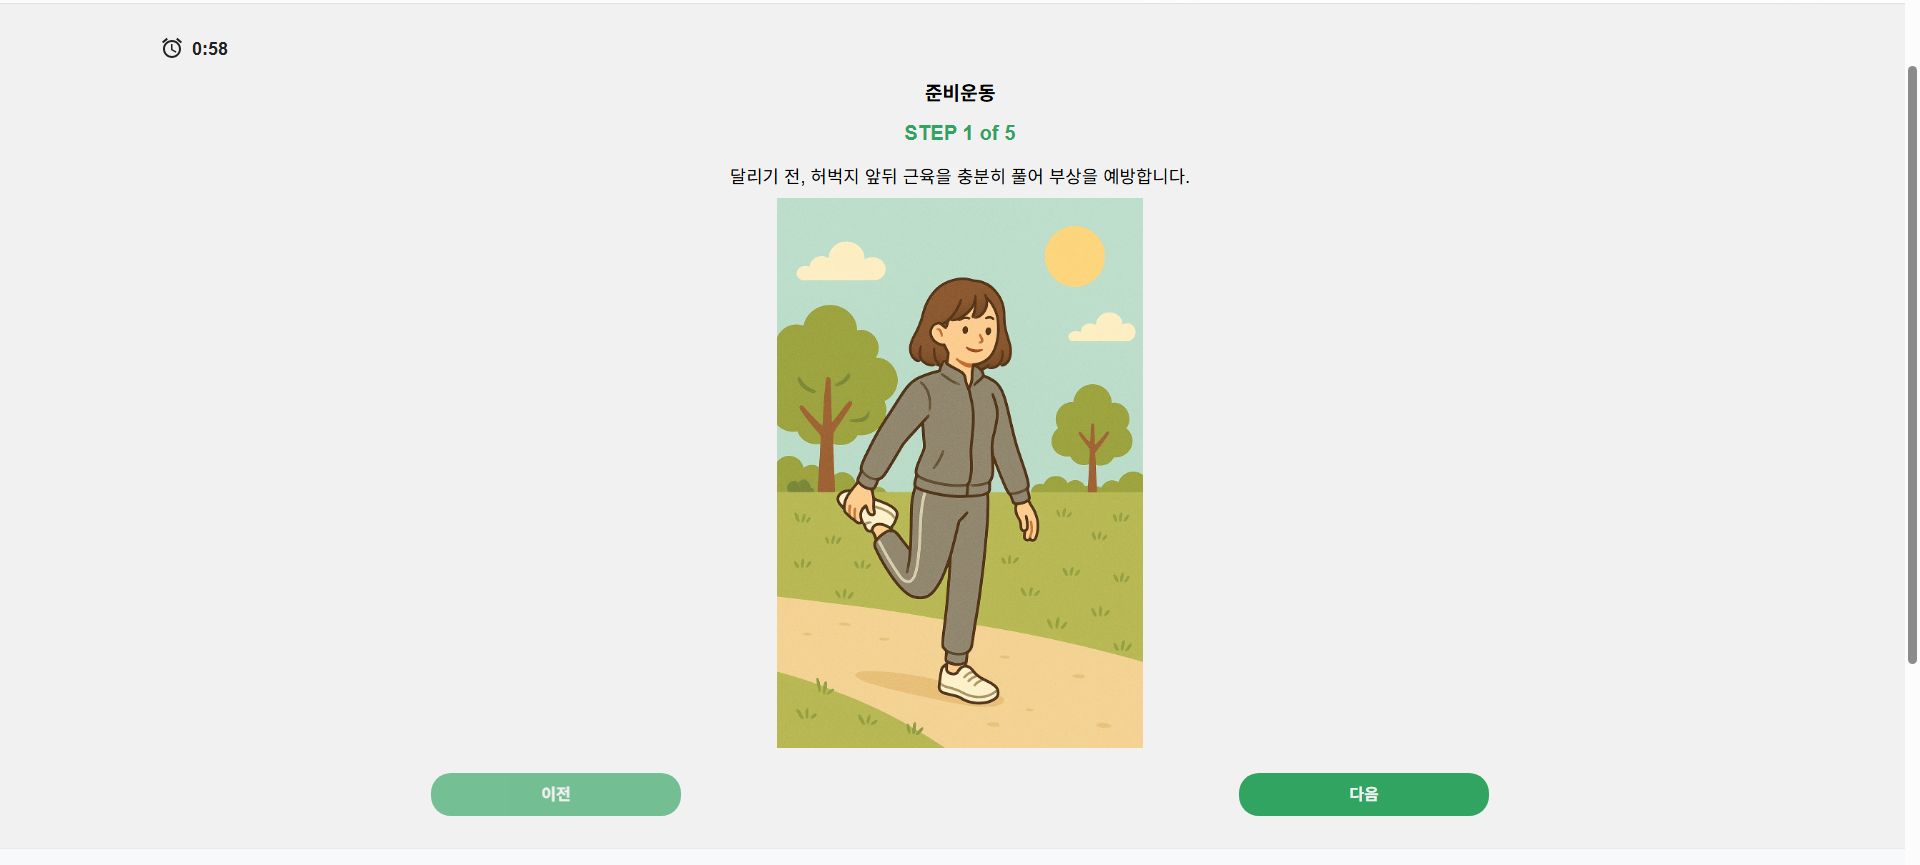 0:58
준비운동
STEP 1 of 5
달리기 전, 허벅지 앞뒤 근육을 충분히 풀어 부상을 예방합니다.
이전
다음